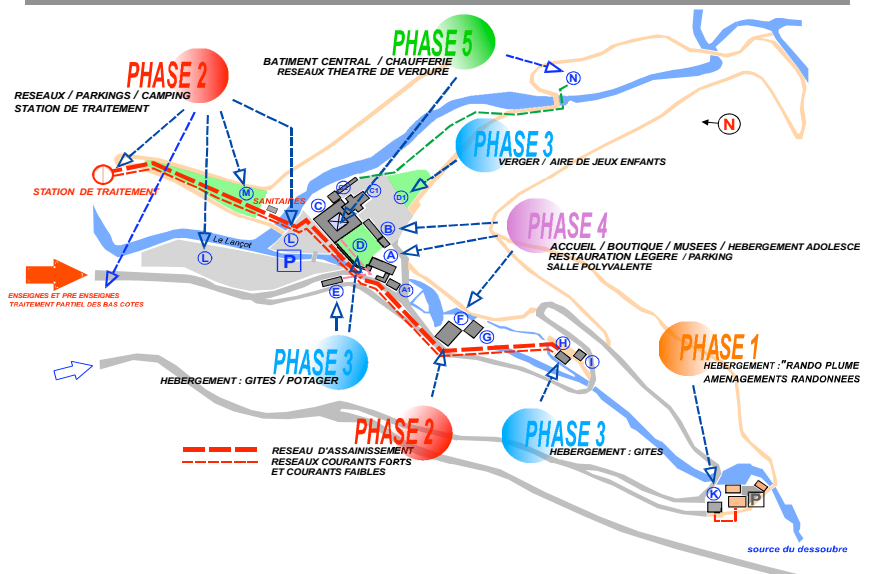 PHASE 5
BATIMENT CENTRAL / CHAUFFERIE
RESEAUX THEATRE DE VERDURE
PHASE 2
RESEAUX / PARKINGS / CAMPING
STATION DE TRAITEMENT
N
N
PHASE 3
VERGER / AIRE DE JEUX ENFANTS
STATION DE TRAITEMENT
M
SANITAIRES
C1
D1
C
PHASE 4
ACCUEIL / BOUTIQUE / MUSEES / HEBERGEMENT ADOLESCE
RESTAURATION LEGERE / PARKING
SALLE POLYVALENTE
B
L
Le Lançot
D
A
L
P
E
A1
ENSEIGNES ET PRE ENSEIGNES
TRAITEMENT PARTIEL DES BAS COTES
F
G
H
I
PHASE 3
HEBERGEMENT : GITES / POTAGER
PHASE 1
HEBERGEMENT :"RANDO PLUME
AMENAGEMENTS RANDONNEES
PHASE 2
PHASE 3
HEBERGEMENT : GITES
RESEAU D'ASSAINISSEMENT
RESEAUX COURANTS FORTS
ET COURANTS FAIBLES
K
P
source du dessoubre